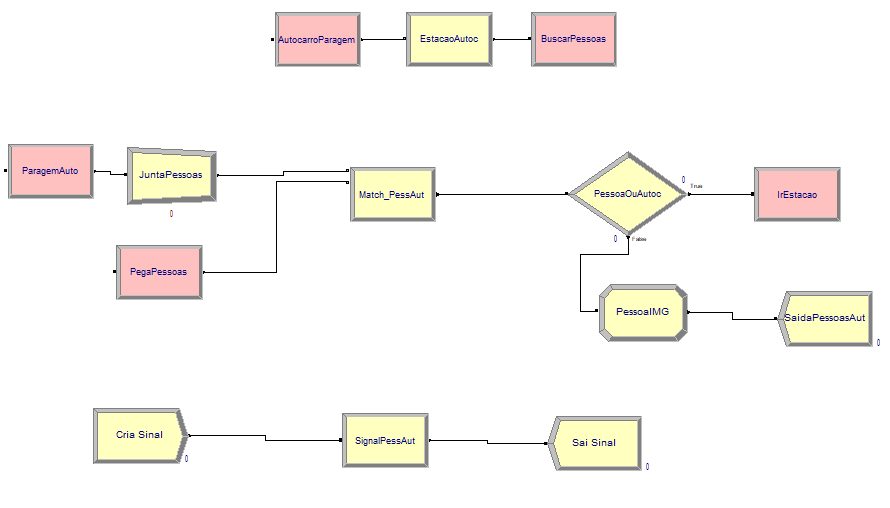 AutocarroParagem
EstacaoAutoc
BuscarPessoas
ParagemAuto
JuntaPessoas
0
Match_PessAut
PessoaOuAutoc
0
True
IrEstacao
0
False
PegaPessoas
PessoaIMG
SaidaPessoasAut
0
Cria Sinal
0
SignalPessAut
Sai Sinal
0